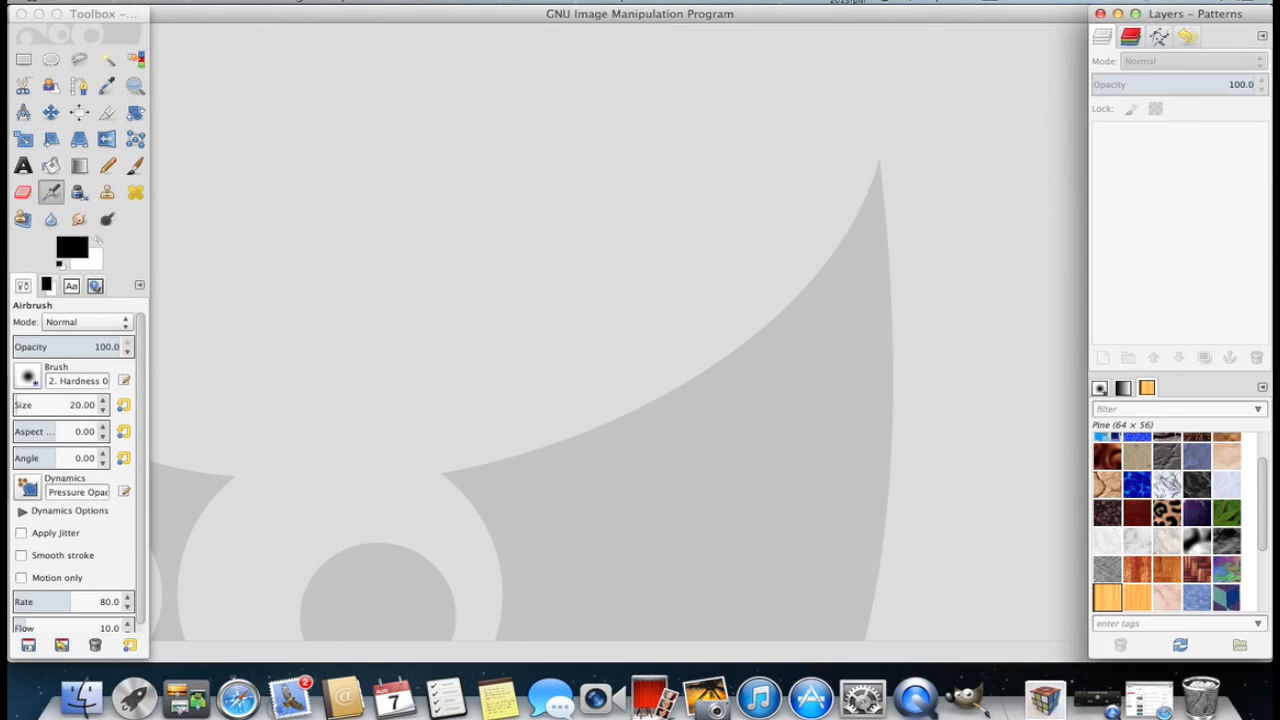 Toolbox –...
GNU Image Manipulation Program
Layers – Patterns
Mode: Normal
Opacity 100.0
Lock:
Airbrush
Mode: Normal
Opacity 100.0
Brush
2. Hardness 0
Size 20.00
Aspect ... 0.00
Angle 0.00
Dynamics
Pressure Opac
Dynamics Options
Apply Jitter
Smooth stroke
Motion only
Rate 80.0
Flow 10.0
filter
Pine (64 × 56)
enter tags
2
AUG
7